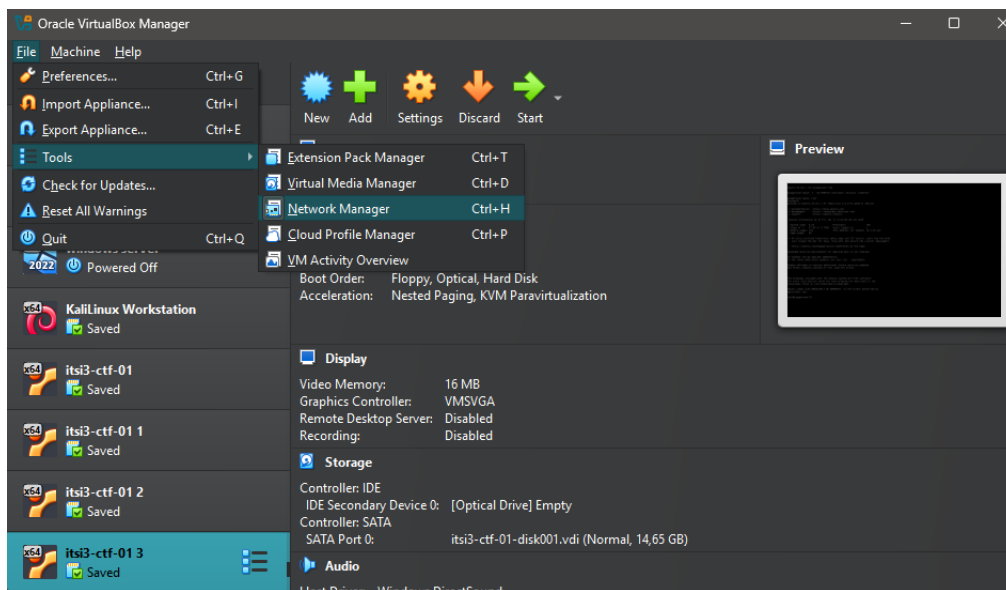 Oracle VirtualBox Manager
File Machine Help
Preferences... Ctrl+G
Import Appliance... Ctrl+I
Export Appliance... Ctrl+E
Tools
Check for Updates...
Reset All Warnings
Quit Ctrl+Q
Extension Pack Manager Ctrl+T
Virtual Media Manager Ctrl+D
Network Manager Ctrl+H
Cloud Profile Manager Ctrl+P
VM Activity Overview
New Add Settings Discard Start
Preview
2022
Powered Off
x64
KaliLinux Workstation
Saved
x64
itsi3-ctf-01
Saved
x64
itsi3-ctf-01 1
Saved
x64
itsi3-ctf-01 2
Saved
x64
itsi3-ctf-01 3
Saved
Boot Order: Floppy, Optical, Hard Disk
Acceleration: Nested Paging, KVM Paravirtualization
Display
Video Memory: 16 MB
Graphics Controller: VMSVGA
Remote Desktop Server: Disabled
Recording: Disabled
Storage
Controller: IDE
IDE Secondary Device 0: [Optical Drive] Empty
Controller: SATA
SATA Port 0: itsi3-ctf-01-disk001.vdi (Normal, 14,65 GB)
Audio